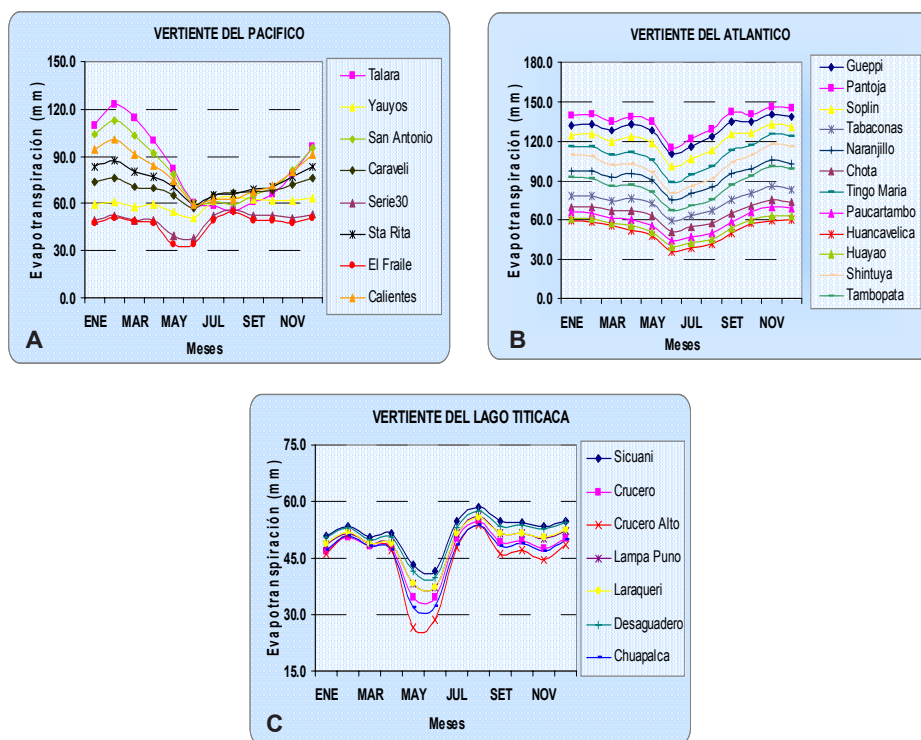 VERTIENTE DEL PACIFICO
Evapotranspiración (mm)
150.0
120.0
90.0
60.0
30.0
0.0
ENE MAR MAY JUL SET NOV
Meses
Talara
Yauyos
San Antonio
Caraveli
Serie30
Sta Rita
El Fraile
Calientes
A
VERTIENTE DEL ATLANTICO
Evapotranspiración (mm)
180.0
150.0
120.0
90.0
60.0
30.0
0.0
ENE MAR MAY JUL SET NOV
Meses
Gueppi
Pantoja
Soplin
Tabaconas
Naranjillo
Chota
Tingo Maria
Paucartambo
Huancavelica
Huayao
Shintuya
Tambopata
B
VERTIENTE DEL LAGO TITICACA
Evapotranspiración (mm)
75.0
60.0
45.0
30.0
15.0
ENE MAR MAY JUL SET NOV
Meses
Sicuani
Crucero
Crucero Alto
Lampa Puno
Laraqueri
Desaguadero
Chuapalca
C